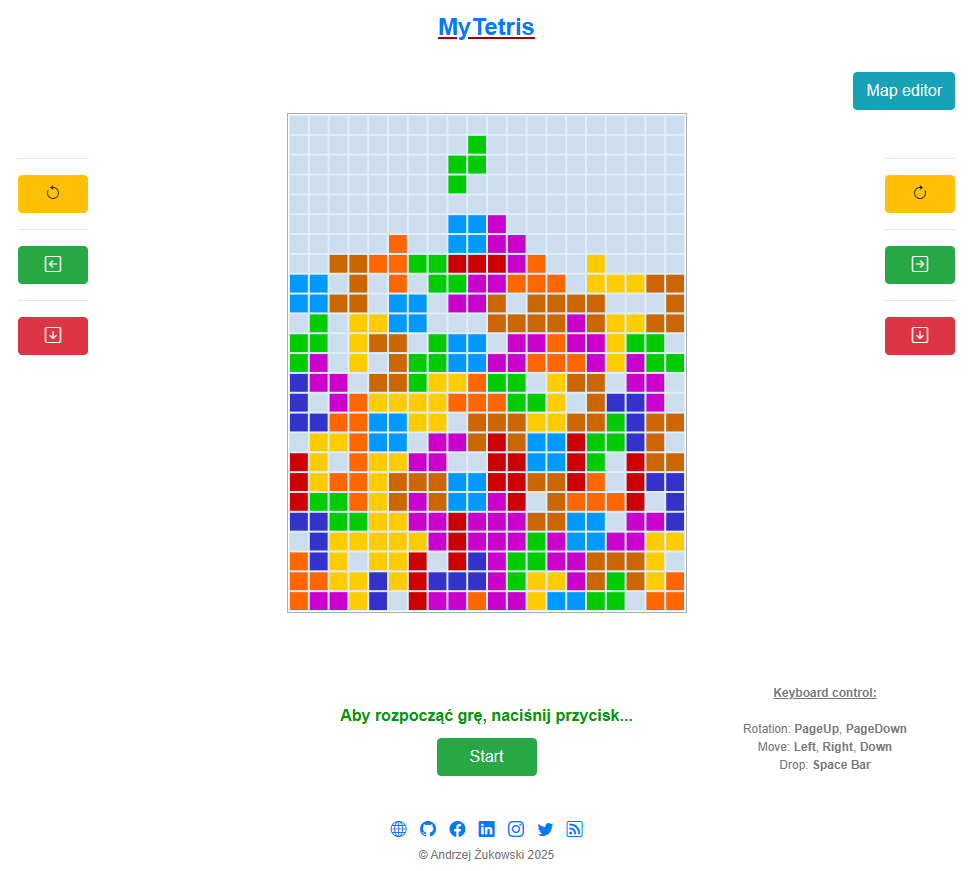 MyTetris
Map editor
Keyboard control:
Rotation: PageUp, PageDown
Move: Left, Right, Down
Drop: Space Bar
Aby rozpocząć grę, naciśnij przycisk...
Start
© Andrzej Żukowski 2025